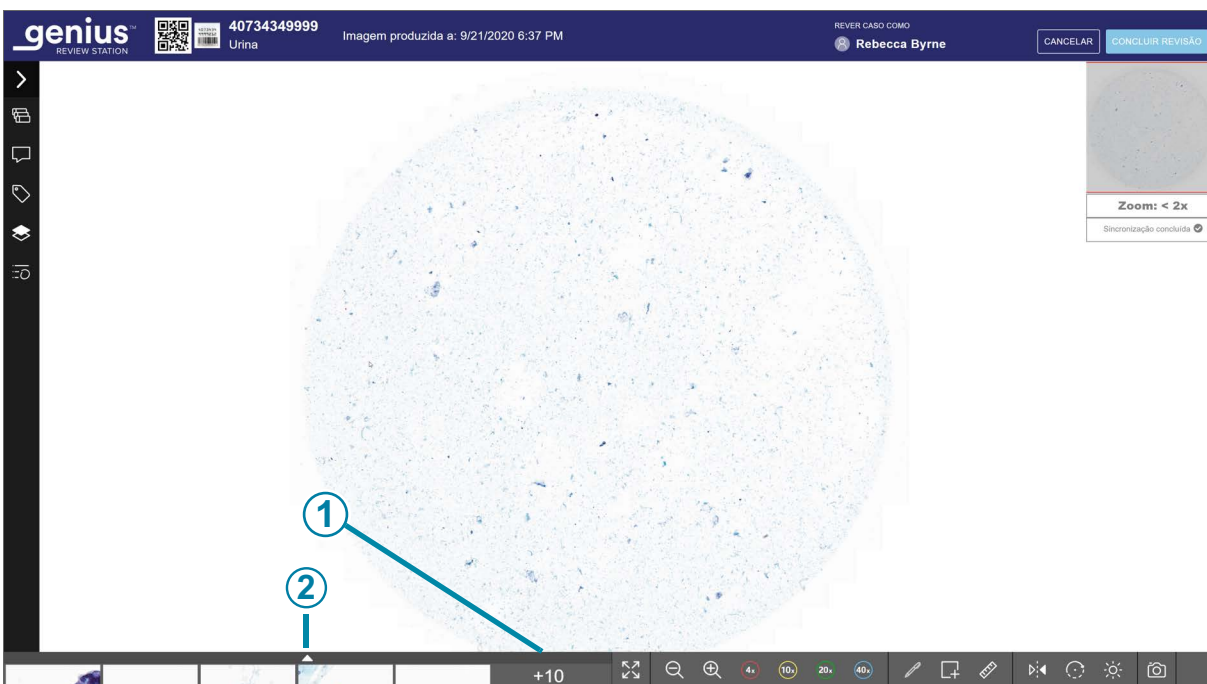 genius™
REVIEW STATION
40734349999
Urina
Imagem produzida a: 9/21/2020 6:37 PM
REVER CASO COMO
Rebecca Byrne
CANCELAR
CONCLUIR REVISÃO
Zoom: < 2x
Sincronização concluída
1
2
+10
4x
10x
20x
40x